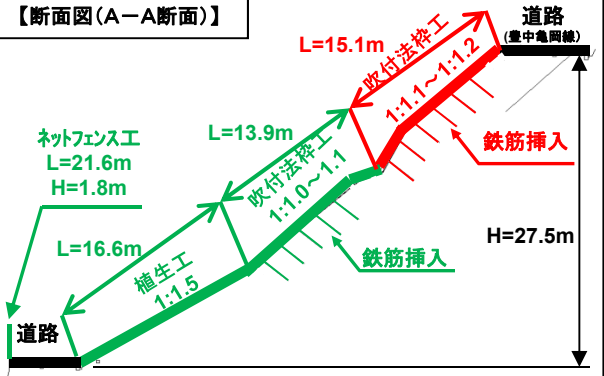 【断面図(A－A断面)】
道路
(豊中亀岡線)
L=15.1m
吹付法枠工
1:1.1～1:1.2
鉄筋挿入
ネットフェンス工
L=21.6m
H=1.8m
L=13.9m
吹付法枠工
1:1.0～1.1
鉄筋挿入
H=27.5m
L=16.6m
植生工
1:1.5
道路